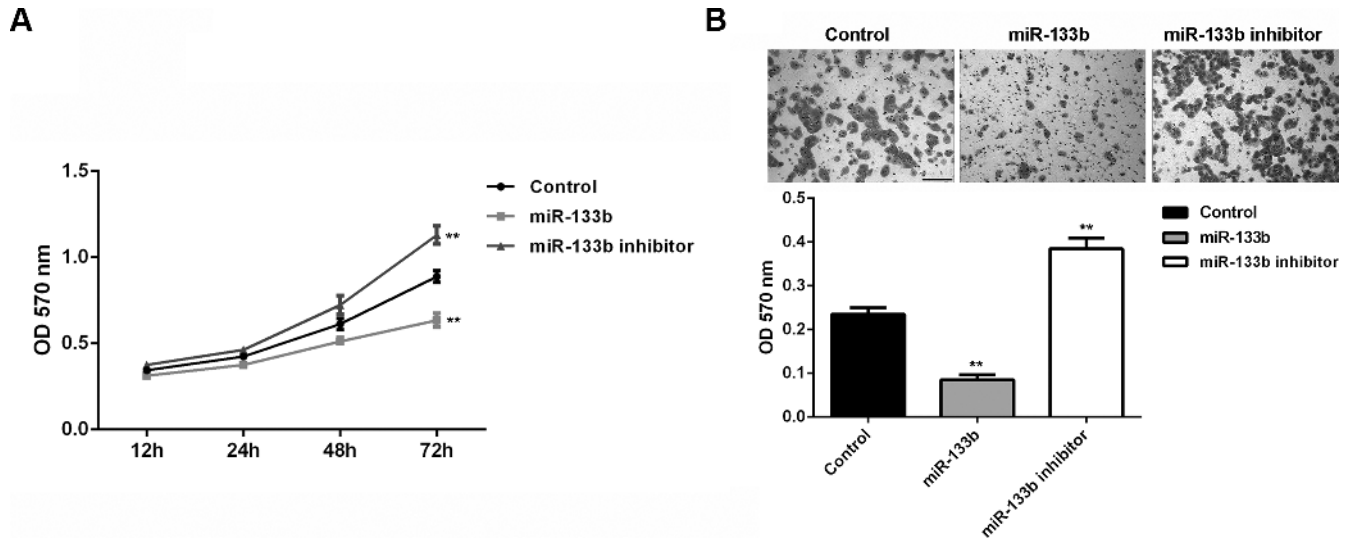 A
B
Control
miR-133b
miR-133b inhibitor
1.5
1.0
0.5
0.0
OD 570 nm
12h
24h
48h
72h
**
**
Control
miR-133b
miR-133b inhibitor
0.5
0.4
0.3
0.2
0.1
0.0
OD 570 nm
**
**
Control
miR-133b
miR-133b inhibitor
Control
miR-133b
miR-133b inhibitor